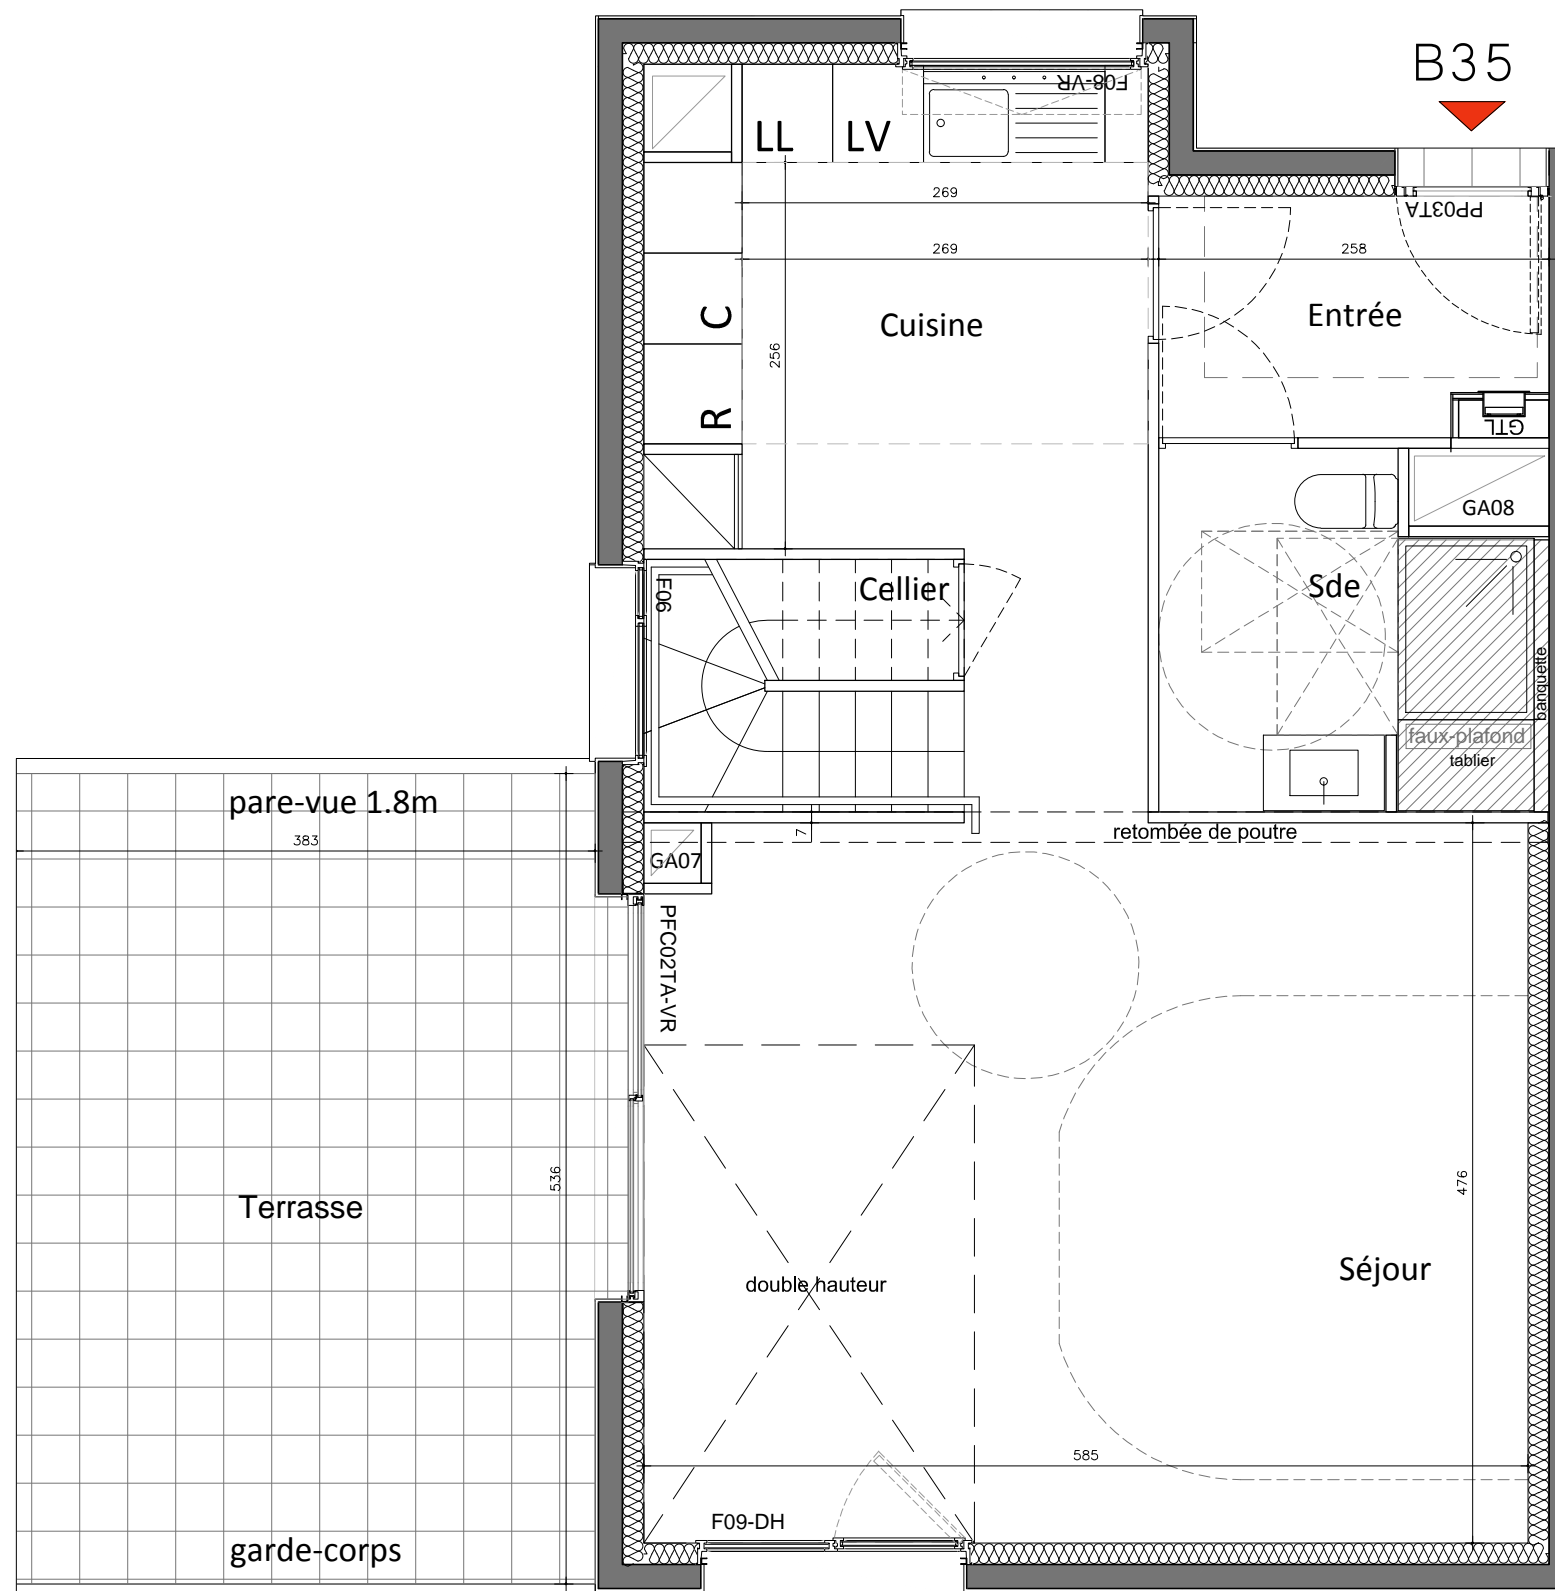 B35
F08-VR
LL
LV
PP03TA
269
269
258
C
Cuisine
Entrée
256
R
GTL
GA08
F06
Cellier
Sde
banquette
faux-plafond
tablier
pare-vue 1.8m
383
7
retombée de poutre
GA07
PFC02TA-VR
536
476
Terrasse
Séjour
double hauteur
585
F09-DH
garde-corps